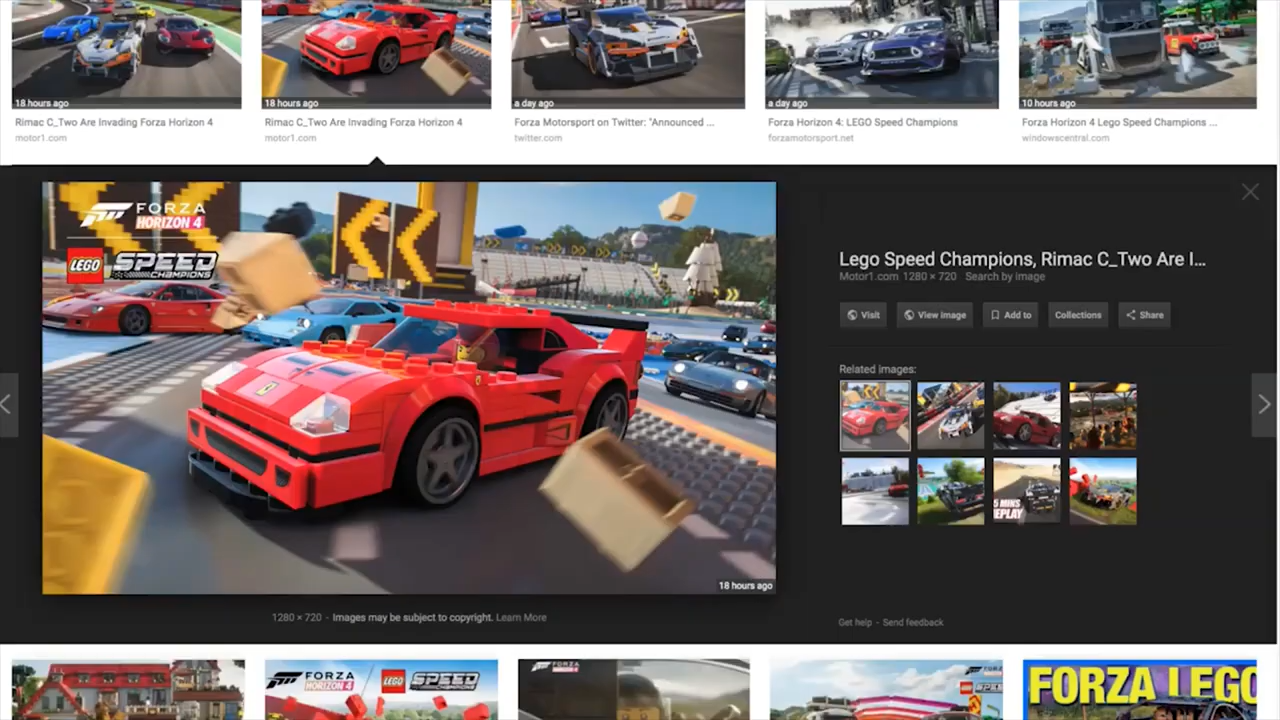 18 hours ago
18 hours ago
a day ago
a day ago
10 hours ago
Rimac C_Two Are Invading Forza Horizon 4
Rimac C_Two Are Invading Forza Horizon 4
Forza Motorsport on Twitter: "Announced ...
Forza Horizon 4: LEGO Speed Champions
Forza Horizon 4 Lego Speed Champions ...
motor1.com
motor1.com
twitter.com
forzamotorsport.net
windowscentral.com
FORZA
HORIZON 4
LEGO SPEED
CHAMPIONS
18 hours ago
1280 × 720 - Images may be subject to copyright. Learn More
Lego Speed Champions, Rimac C_Two Are I...
Motor1.com 1280 × 720 Search by image
Visit
View image
Add to
Collections
Share
Related images:
5 MINS
EPLAY
Get help - Send feedback
FORZA
HORIZON 4
LEGO SPEED
CHAMPIONS
FORZA
HORIZON 4
FORZA LEGO